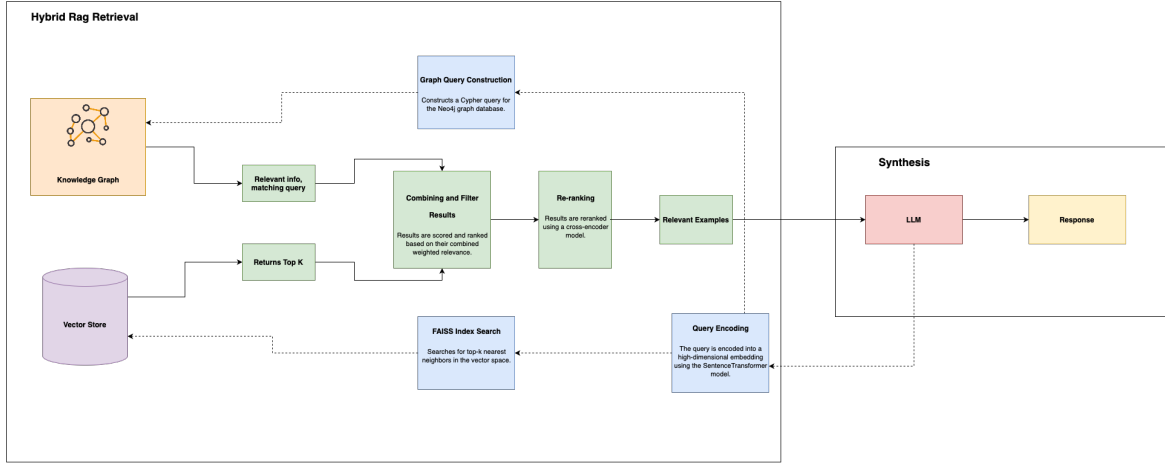 Hybrid Rag Retrieval
Graph Query Construction
Constructs a Cypher query for
the Neo4j graph database.
Knowledge Graph
Relevant info,
matching query
Combining and Filter
Results
Results are scored and ranked
based on their combined
weighted relevance.
Re-ranking
Results are reranked
using a cross-encoder
model.
Relevant Examples
Synthesis
LLM
Response
Returns Top K
Vector Store
FAISS Index Search
Searches for top-k nearest
neighbors in the vector space.
Query Encoding
The query is encoded into a
high-dimensional embedding
using the SentenceTransformer
model.